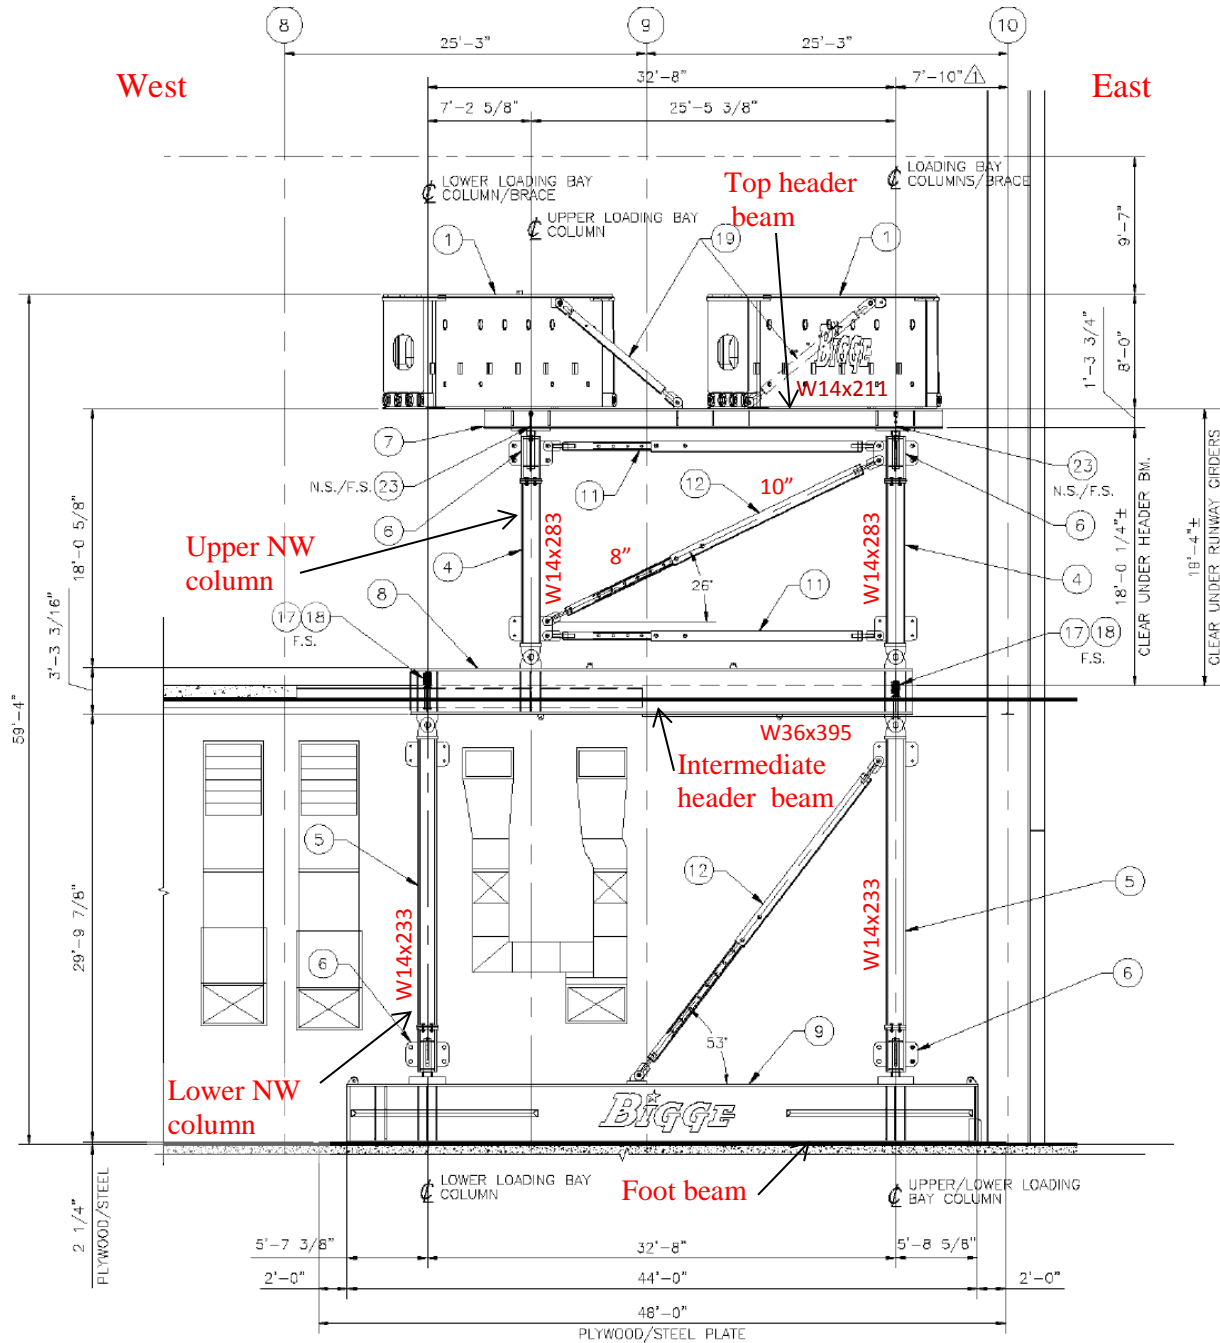 8
9
10
25'-3"
25'-3"
West
East
32'-8"
7'-10" 1
7'-2 5/8"
25'-5 3/8"
LOWER LOADING BAY
COLUMN/BRACE
LOADING BAY
COLUMNS/BRACE
Top header
beam
UPPER LOADING BAY
COLUMN
1
19
1
9'-7"
8'-0"
1'-3 3/4"
BIGGE
W14x211
7
N.S./F.S.
23
11
12
10"
23
N.S./F.S.
6
6
Upper NW
column
4
W14x283
8"
W14x283
4
18'-0 5/8"
18'-0 1/4"±
CLEAR UNDER HEADER BM.
19'-4"±
CLEAR UNDER RUNWAY GIRDERS
26°
8
11
3'-3 3/16"
17 18
F.S.
17 18
F.S.
59'-4"
W36x395
Intermediate
header beam
5
12
5
W14x233
W14x233
29'-9 7/8"
6
6
53°
9
Lower NW
column
BIGGE
2 1/4"
PLYWOOD/STEEL
LOWER LOADING BAY
COLUMN
Foot beam
UPPER/LOWER LOADING
BAY COLUMN
5'-7 3/8"
32'-8"
5'-8 5/8"
2'-0"
44'-0"
2'-0"
48'-0"
PLYWOOD/STEEL PLATE